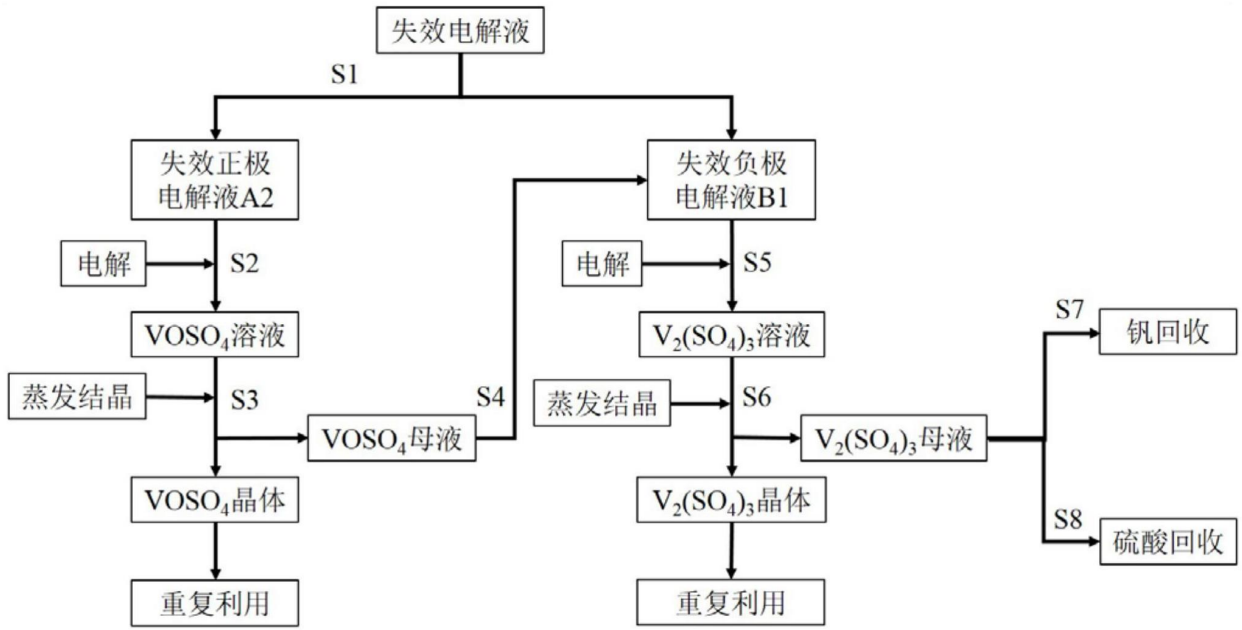 失效电解液
S1
失效正极
电解液A2
失效负极
电解液B1
电解
S2
电解
S5
VOSO₄溶液
V₂(SO₄)₃溶液
S7
钒回收
蒸发结晶
S3
S4
蒸发结晶
S6
VOSO₄母液
V₂(SO₄)₃母液
VOSO₄晶体
V₂(SO₄)₃晶体
S8
硫酸回收
重复利用
重复利用